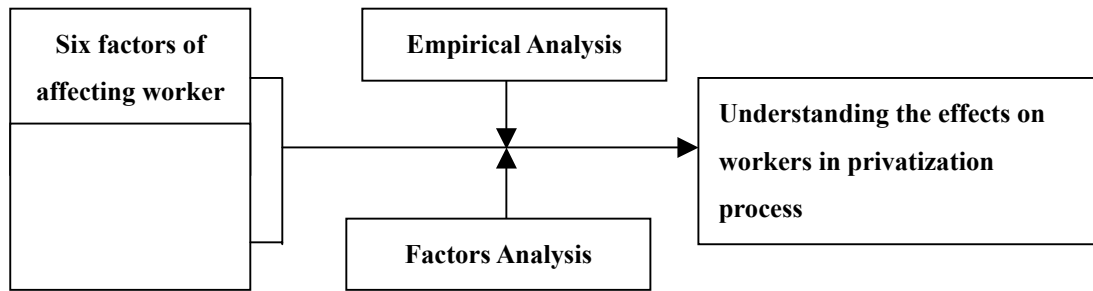 Six factors of
affecting worker
Empirical Analysis
Understanding the effects on
workers in privatization
process
Factors Analysis